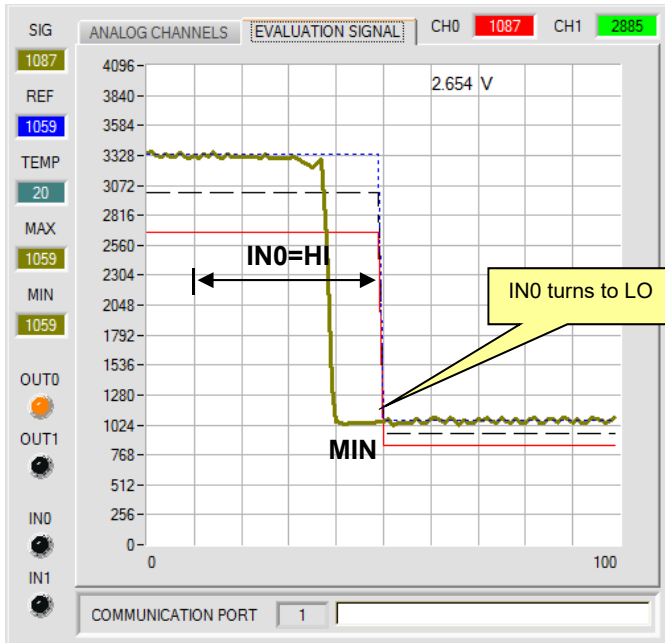 SIG
1087
REF
1059
TEMP
20
MAX
1059
MIN
1059
OUT0
OUT1
IN0
IN1
ANALOG CHANNELS
EVALUATION SIGNAL
CH0 1087 CH1 2885
2.654 V
4096
3840
3584
3328
3072
2816
2560
2304
2048
1792
1536
1280
1024
768
512
256
0
0 100
IN0=HI
IN0 turns to LO
MIN
COMMUNICATION PORT 1